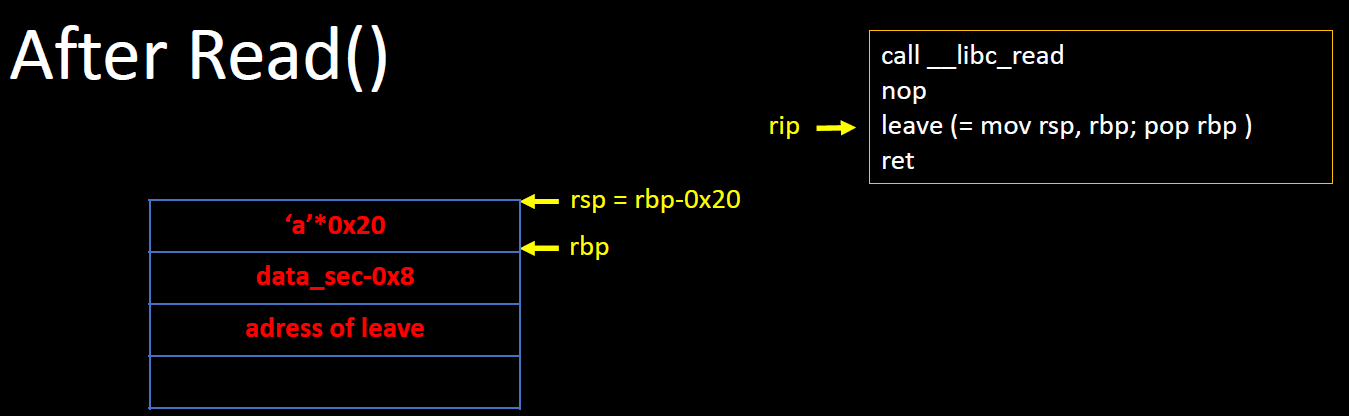 After Read()
call __libc_read
nop
rip
leave (= mov rsp, rbp; pop rbp )
ret
rsp = rbp-0x20
‘a’*0x20
rbp
data_sec-0x8
adress of leave